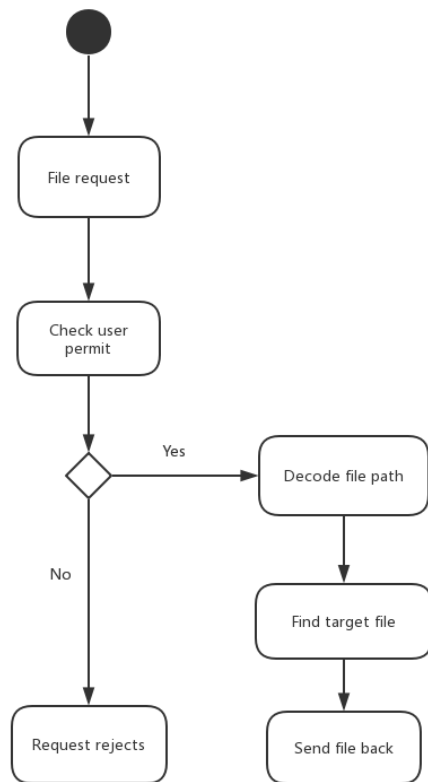 File request
Check user
permit
Yes
Decode file path
No
Find target file
Request rejects
Send file back